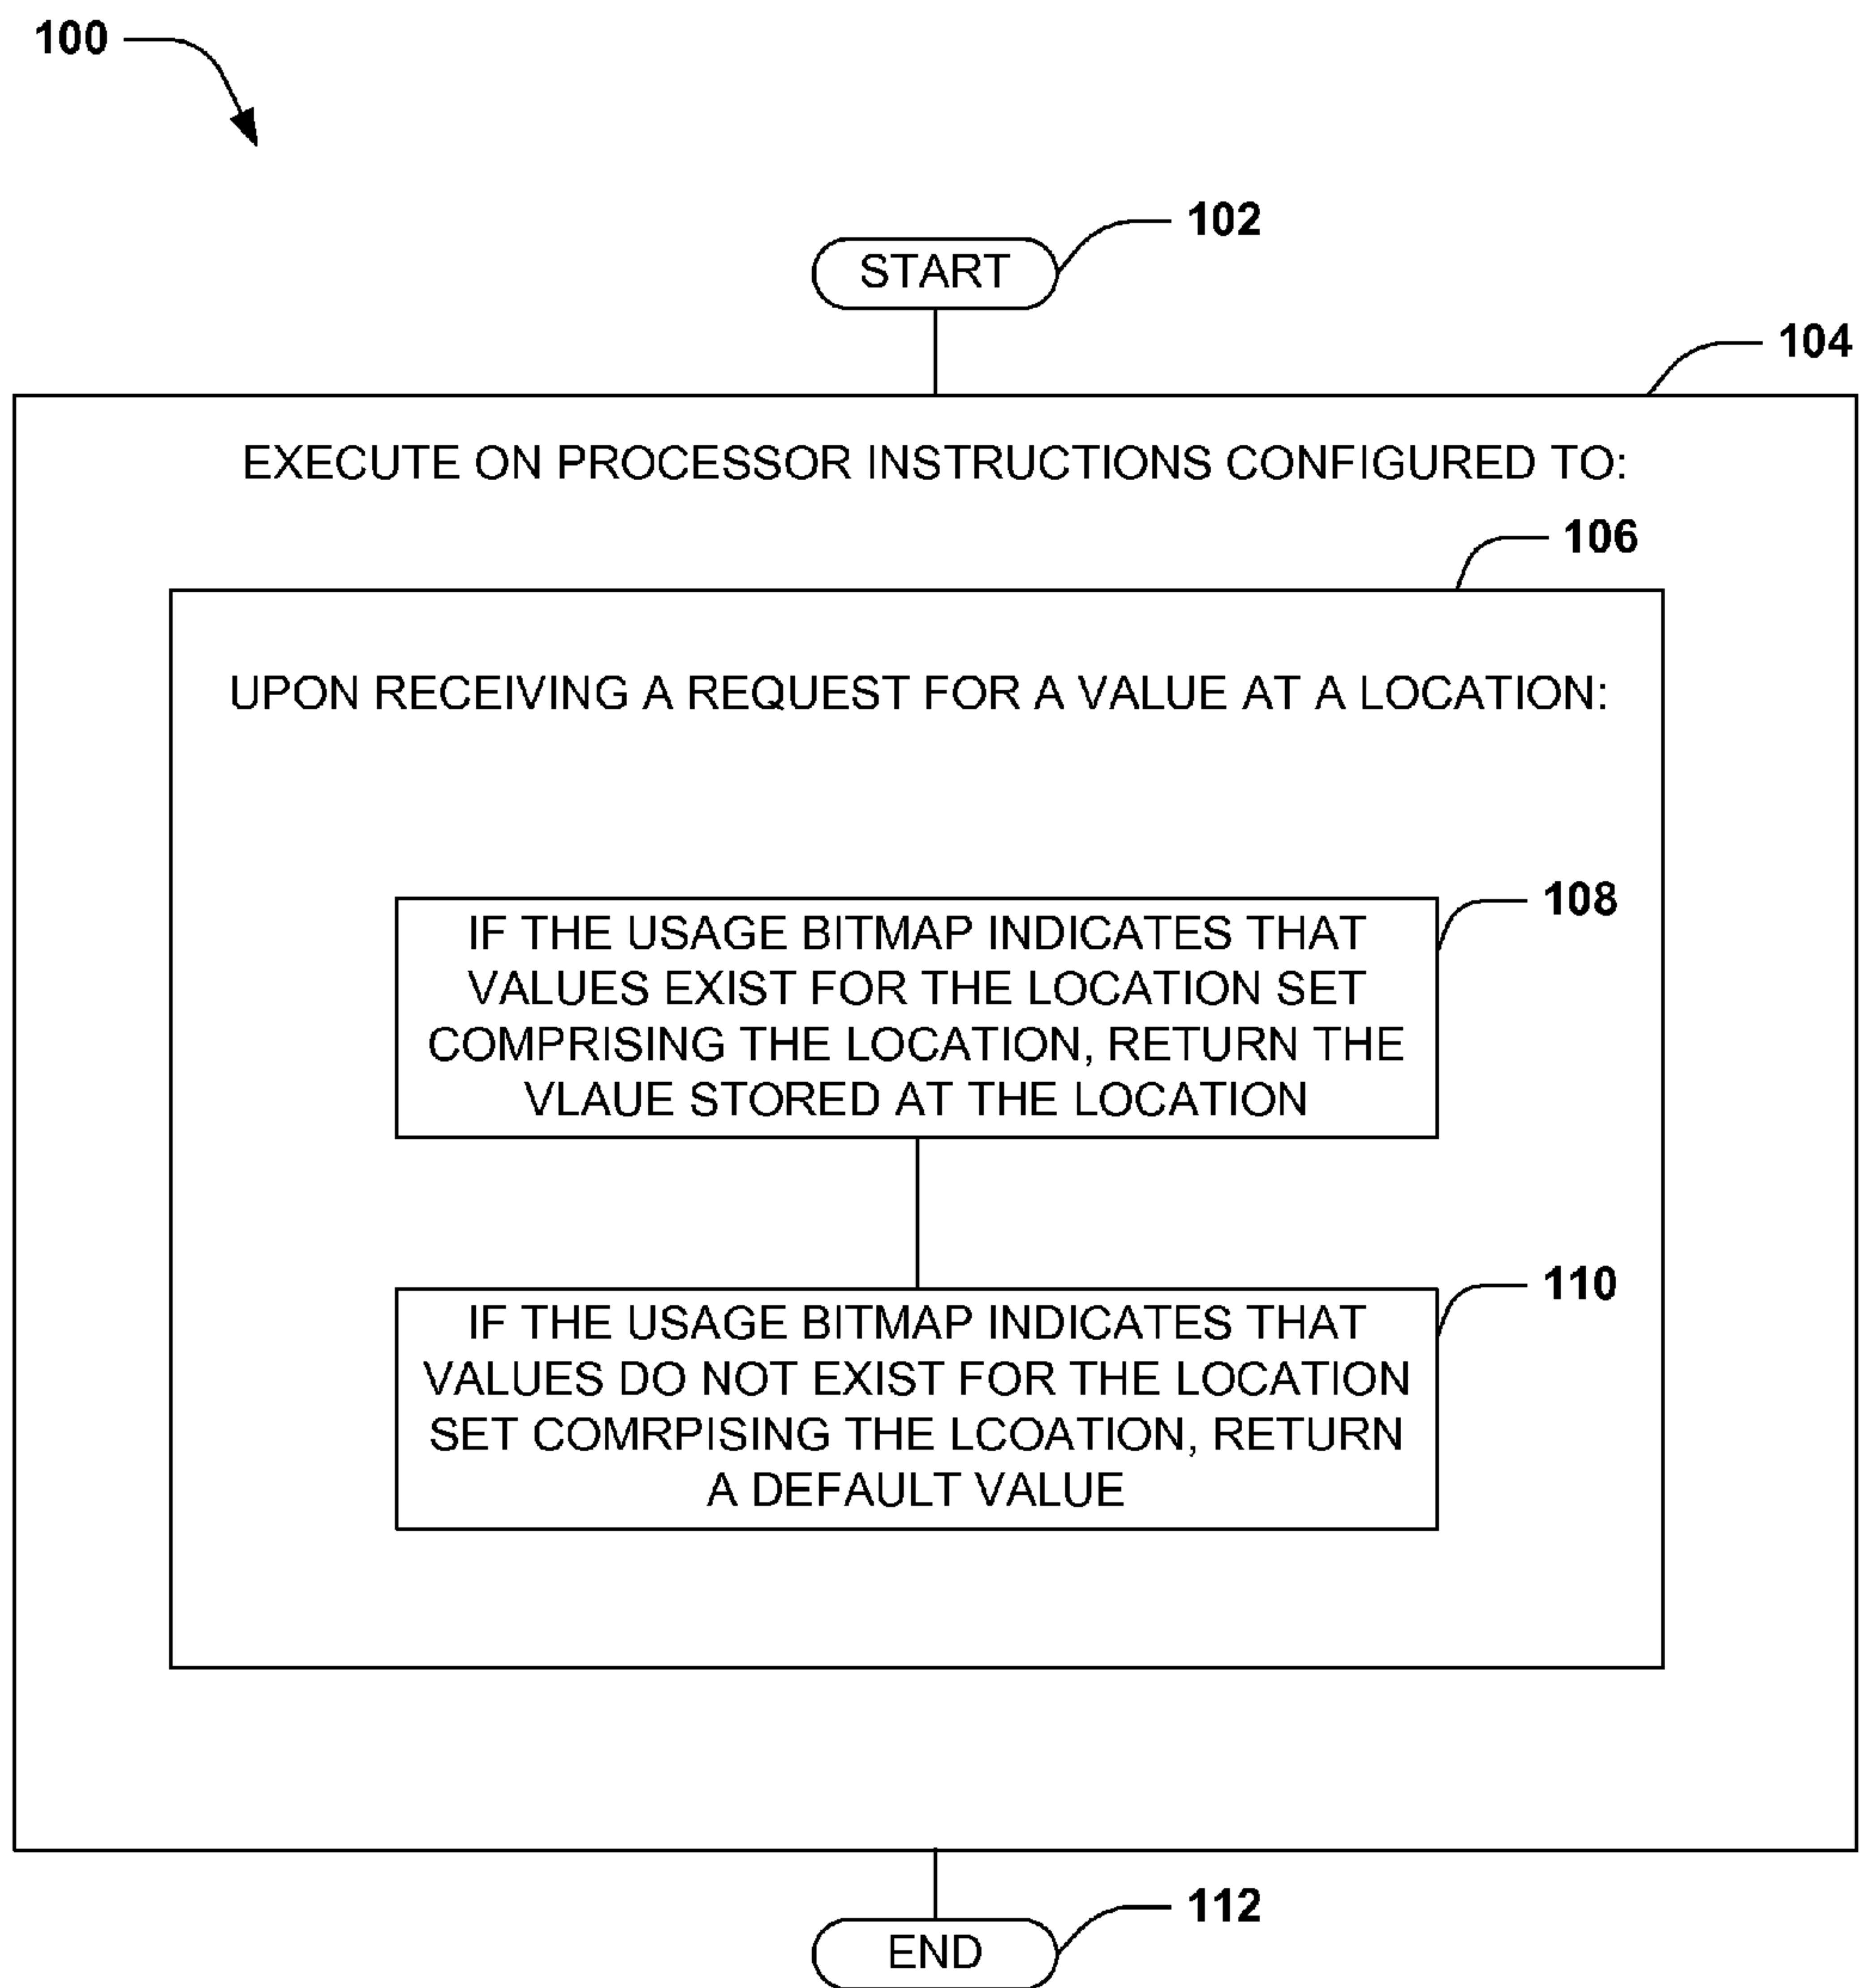 100
102
START
104
EXECUTE ON PROCESSOR INSTRUCTIONS CONFIGURED TO:
106
UPON RECEIVING A REQUEST FOR A VALUE AT A LOCATION:
108
IF THE USAGE BITMAP INDICATES THAT
VALUES EXIST FOR THE LOCATION SET
COMPRISING THE LOCATION, RETURN THE
VLAUE STORED AT THE LOCATION
110
IF THE USAGE BITMAP INDICATES THAT
VALUES DO NOT EXIST FOR THE LOCATION
SET COMRPISING THE LCOATION, RETURN
A DEFAULT VALUE
112
END